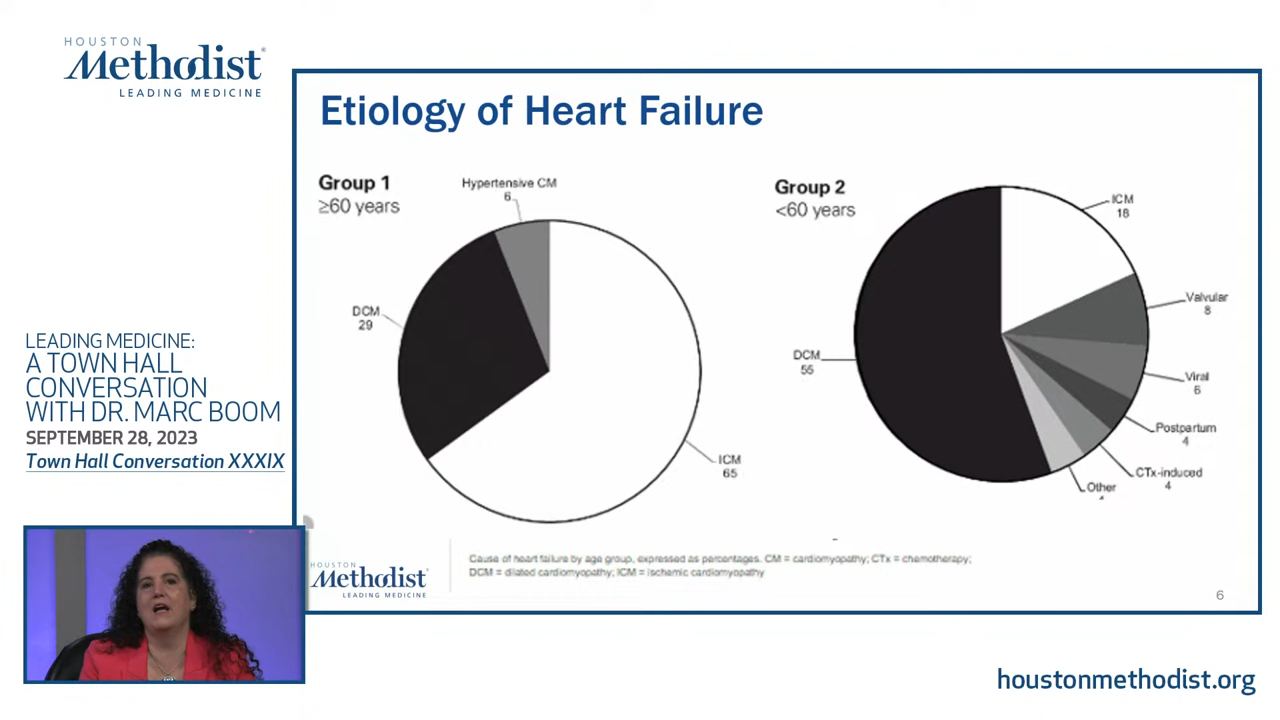 HOUSTON
Methodist®
LEADING MEDICINE
Etiology of Heart Failure
Group 1
≥60 years
Hypertensive CM
6
DCM
29
ICM
65
Group 2
<60 years
ICM
18
Valvular
8
Viral
6
Postpartum
4
CTx-induced
4
Other
DCM
55
LEADING MEDICINE:
A TOWN HALL
CONVERSATION
WITH DR. MARC BOOM
SEPTEMBER 28, 2023
Town Hall Conversation XXXIX
HOUSTON
Methodist
LEADING MEDICINE
Cause of heart failure by age group, expressed as percentages. CM = cardiomyopathy; CTx = chemotherapy;
DCM = dilated cardiomyopathy; ICM = ischemic cardiomyopathy
6
houstonmethodist.org